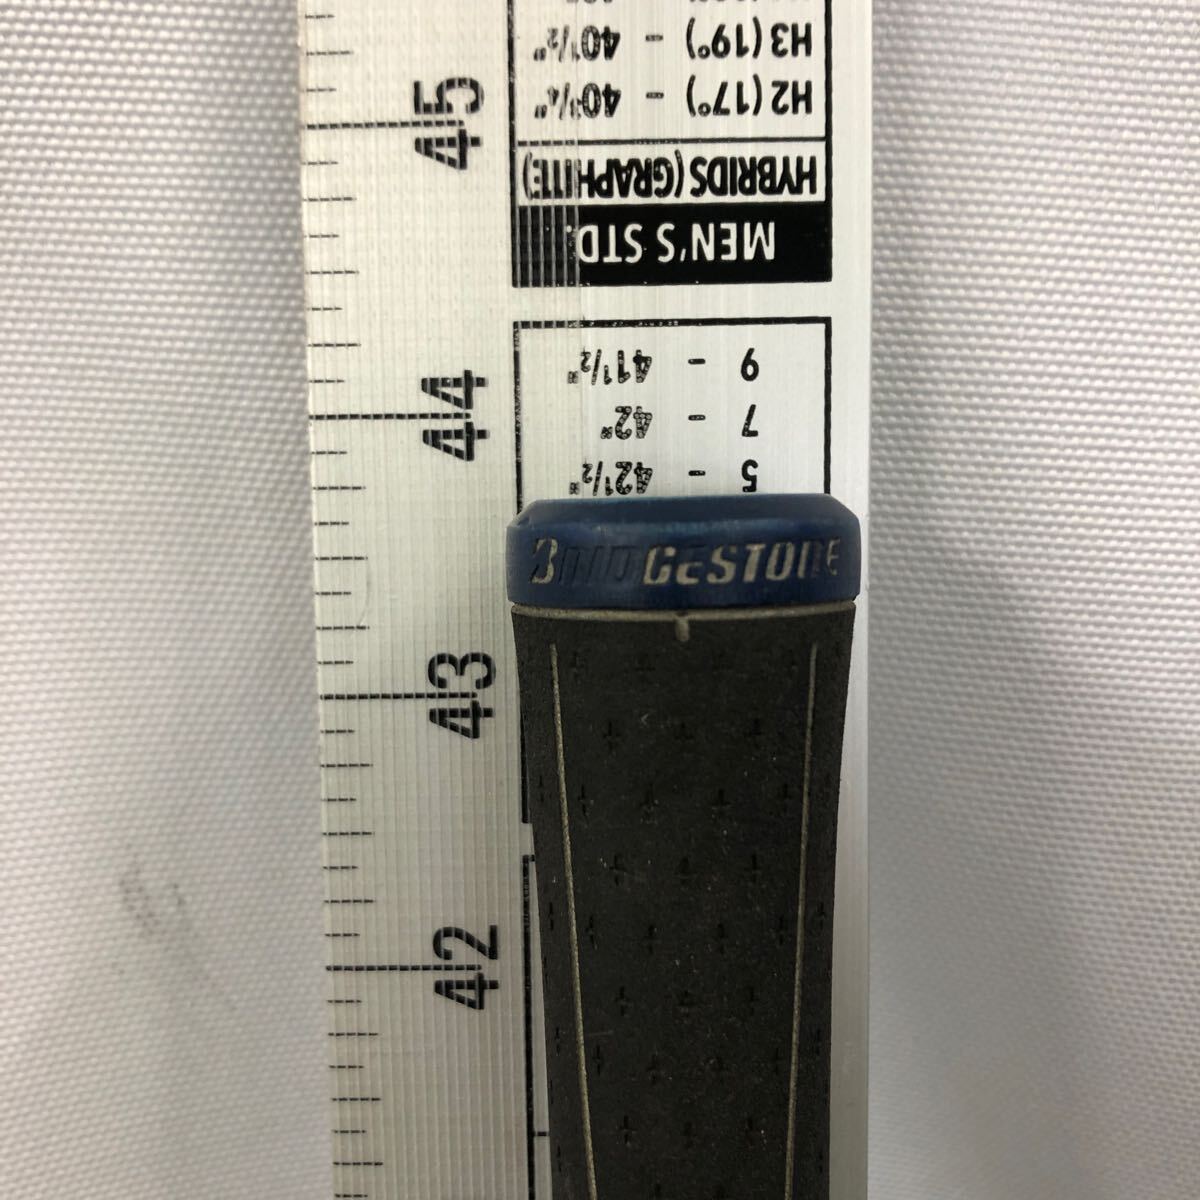 H3 (19°) - 40½"
H2 (17°) - 40¾"
HYBRIDS (GRAPHITE)
MEN'S STD.
9 - 41½"
7 - 42"
5 - 42½"
BRIDGESTONE
45
44
43
42